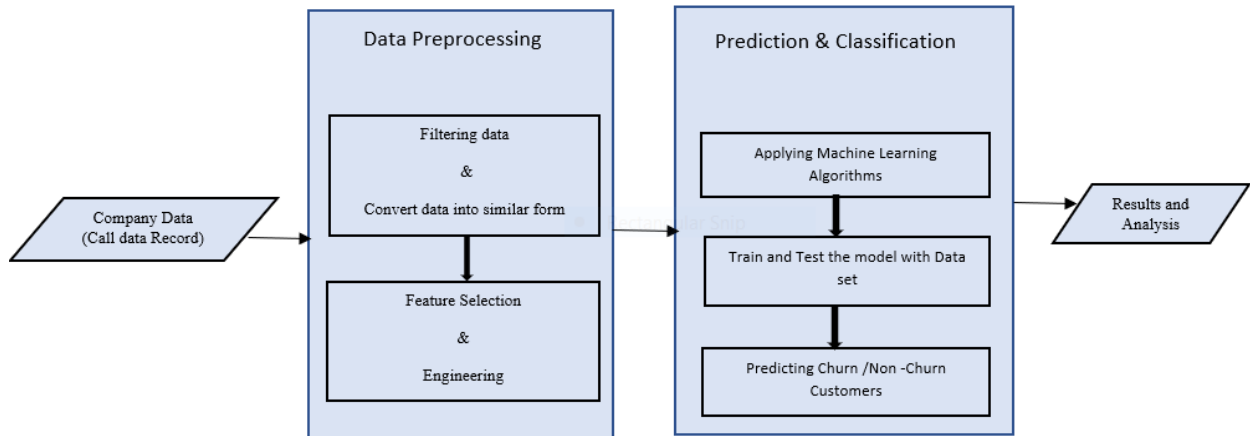 Company Data
(Call data Record)
Data Preprocessing
Filtering data
&
Convert data into similar form
Feature Selection
&
Engineering
Rectangular Snip
Prediction & Classification
Applying Machine Learning
Algorithms
Train and Test the model with Data
set
Predicting Churn /Non -Churn
Customers
Results and
Analysis